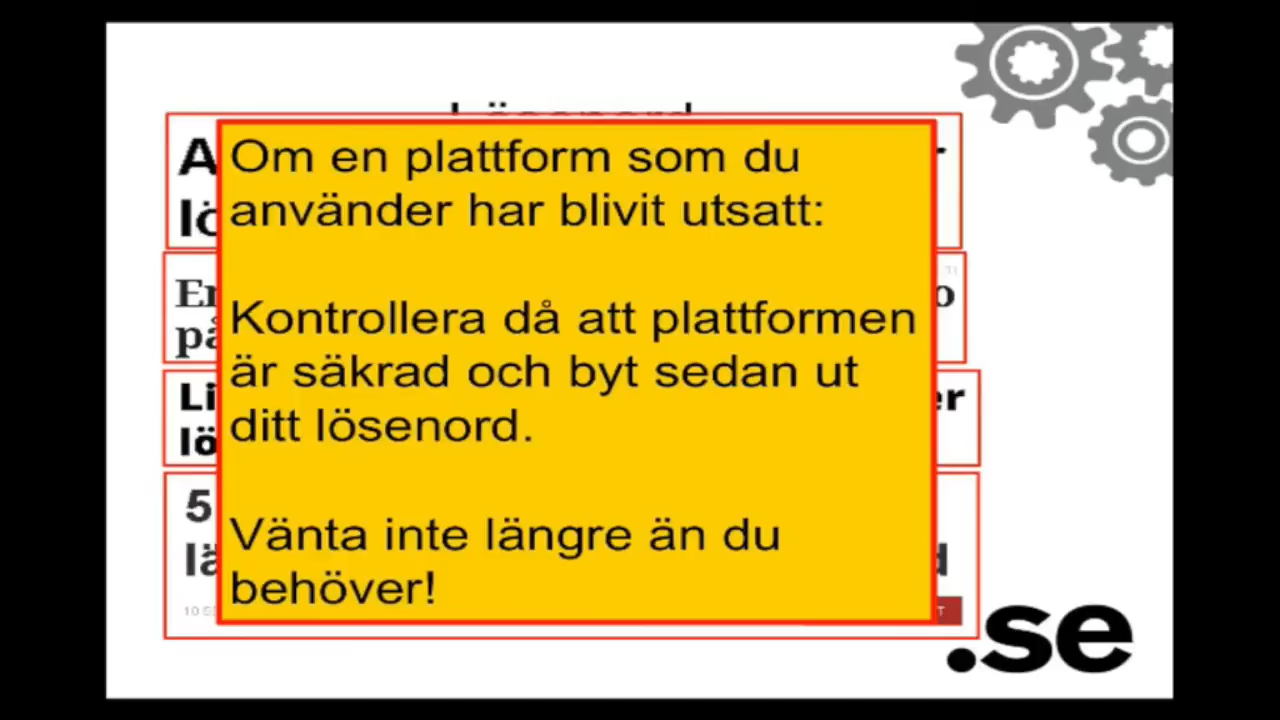 Lösenord
Om en plattform som du
använder har blivit utsatt:
Kontrollera då att plattformen
är säkrad och byt sedan ut
ditt lösenord.
Vänta inte längre än du
behöver!
.se